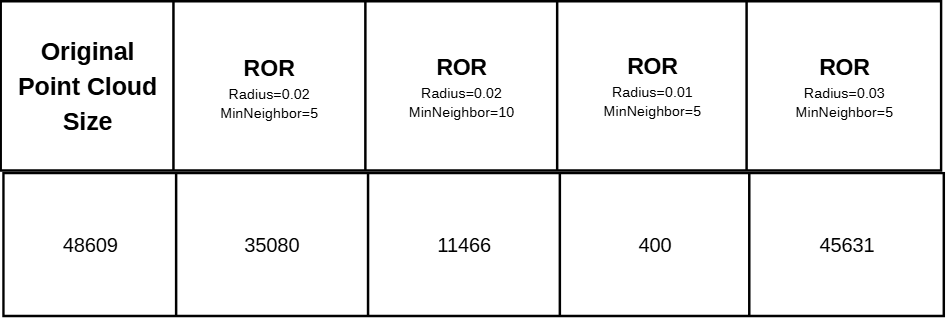 Original
Point Cloud
Size
ROR
Radius=0.02
MinNeighbor=5
ROR
Radius=0.02
MinNeighbor=10
ROR
Radius=0.01
MinNeighbor=5
ROR
Radius=0.03
MinNeighbor=5
48609
35080
11466
400
45631